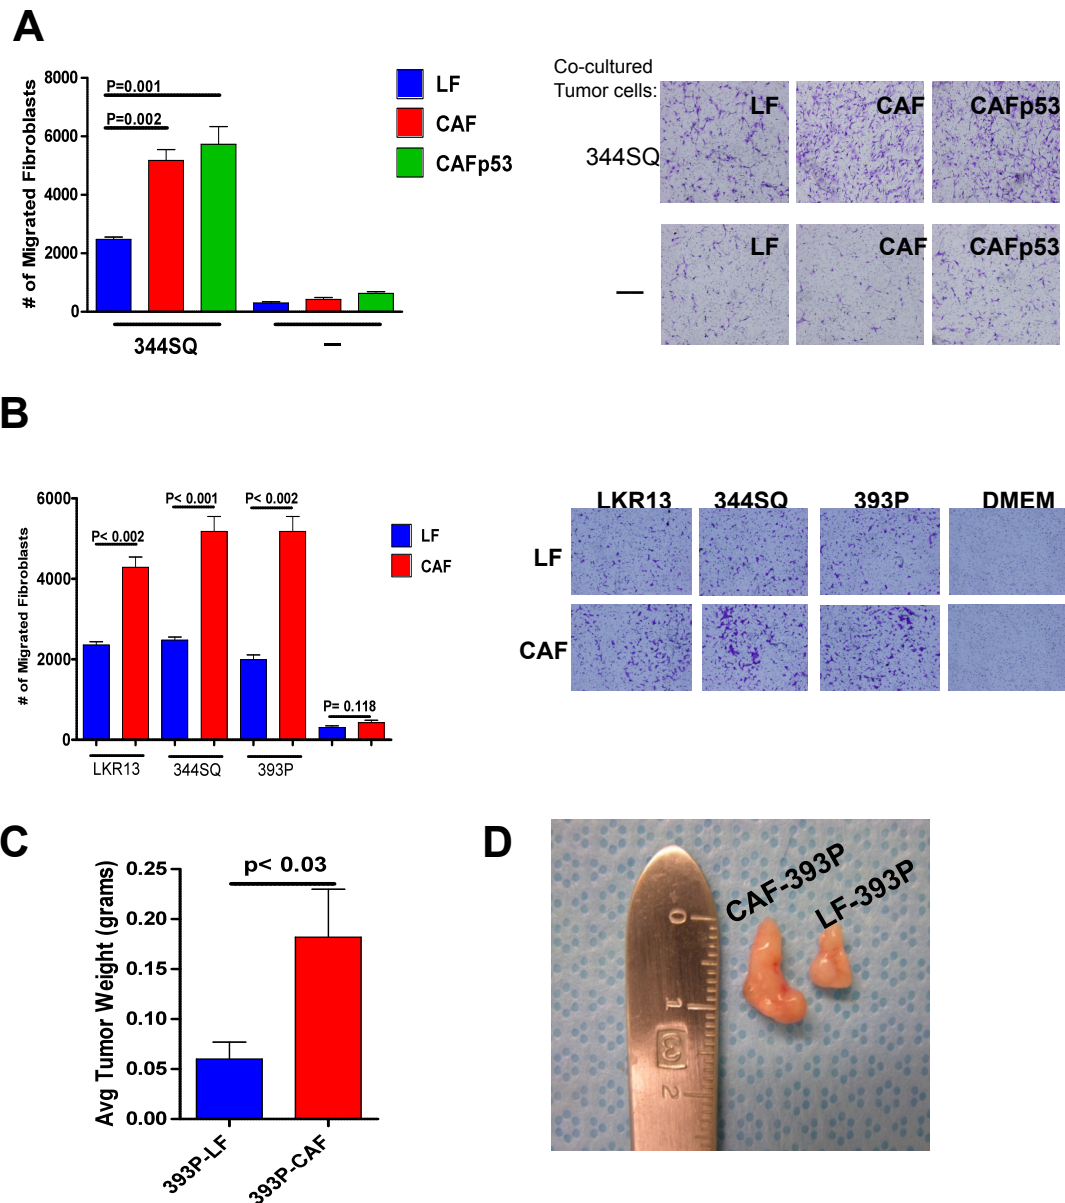 A
8000
6000
4000
2000
0
# of Migrated Fibroblasts
P=0.001
P=0.002
LF
CAF
CAFp53
344SQ
—
Co-cultured
Tumor cells:
344SQ
LF
CAF
CAFp53
—
LF
CAF
CAFp53
B
6000
4000
2000
0
# of Migrated Fibroblasts
P< 0.002
P< 0.001
P< 0.002
P= 0.118
LF
CAF
LKR13
344SQ
393P
LKR13
344SQ
393P
DMEM
LF
CAF
C
0.25
0.20
0.15
0.10
0.05
0.00
Avg Tumor Weight (grams)
p< 0.03
393P-LF
393P-CAF
D
CAF-393P
LF-393P
0
1
3
2